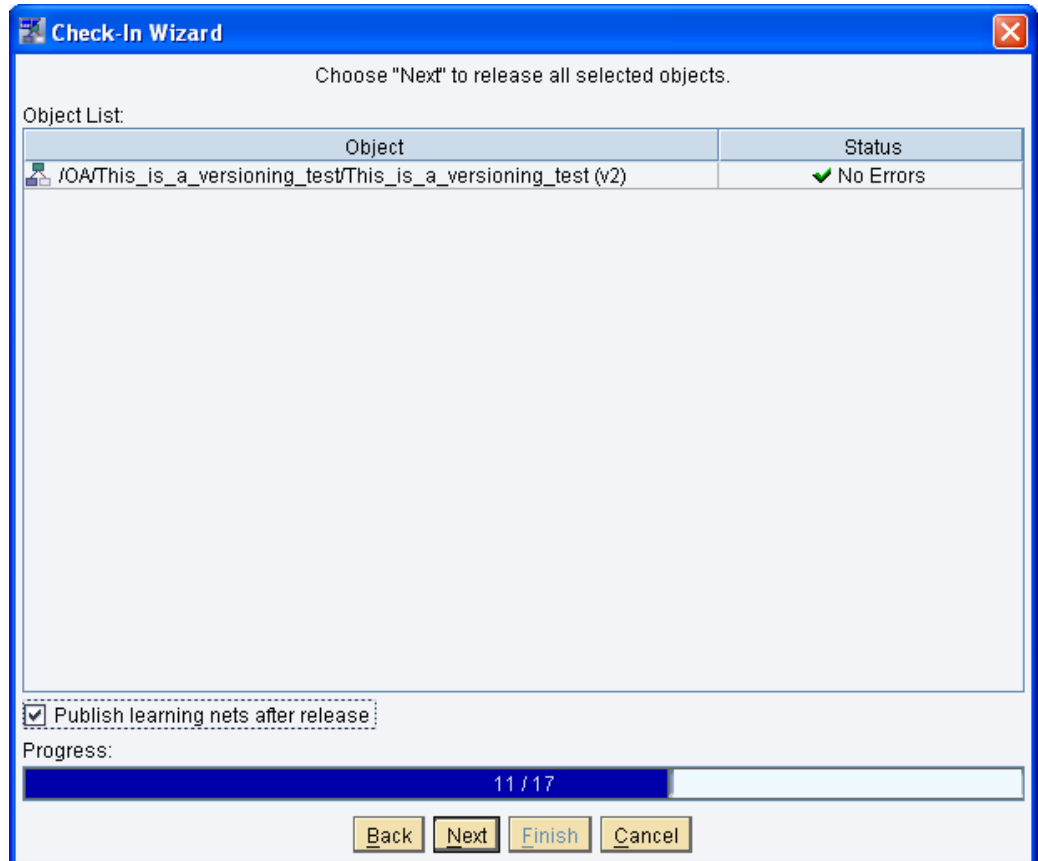 Check-In Wizard
Choose "Next" to release all selected objects.
Object List:
Object Status
/OA/This_is_a_versioning_test/This_is_a_versioning_test (v2) No Errors
Publish learning nets after release
Progress:
11 / 17
Back Next Finish Cancel